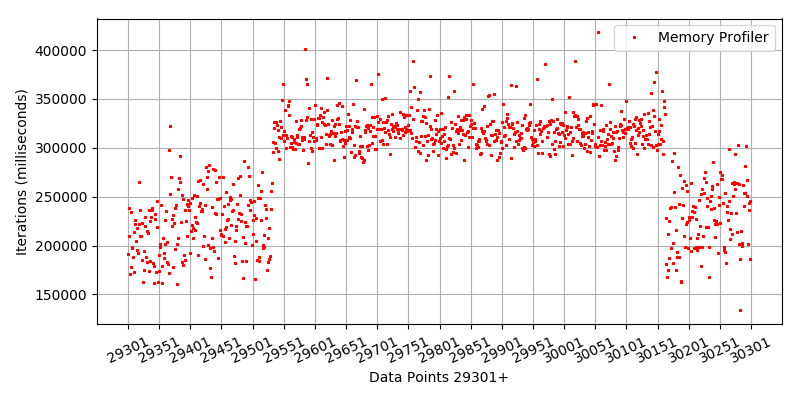 Memory Profiler
400000
350000
300000
250000
200000
150000
Iterations (milliseconds)
29301 29351 29401 29451 29501 29551 29601 29651 29701 29751 29801 29851 29901 29951 30001 30051 30101 30151 30201 30251 30301
Data Points 29301+